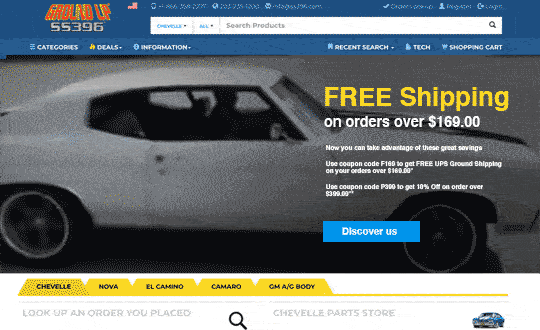 GROUND UP
SS396
+1-866-358-2277 203-235-1200 info@ss396.com
Orders pick-up Register Login
CHEVELLE ALL Search Products
CATEGORIES DEALS INFORMATION
RECENT SEARCH TECH SHOPPING CART
FREE Shipping
on orders over $169.00
Now you can take advantage of these great savings
Use coupon code F169 to get FREE UPS Ground Shipping
on your orders over $169.00*
Use coupon code P399 to get 10% Off on order over
$399.00**
Discover us
CHEVELLE NOVA EL CAMINO CAMARO GM A/G BODY
LOOK UP AN ORDER YOU PLACED
CHEVELLE PARTS STORE